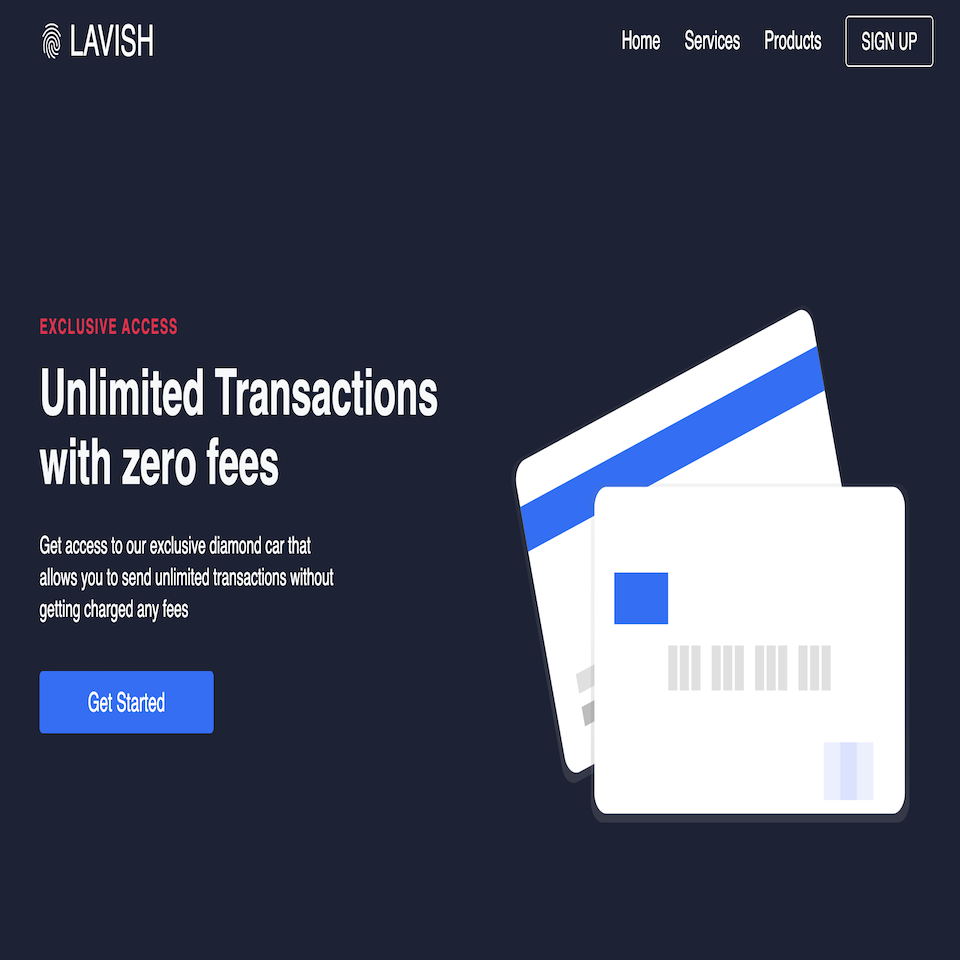 LAVISH
Home Services Products SIGN UP
EXCLUSIVE ACCESS
Unlimited Transactions
with zero fees
Get access to our exclusive diamond car that
allows you to send unlimited transactions without
getting charged any fees
Get Started